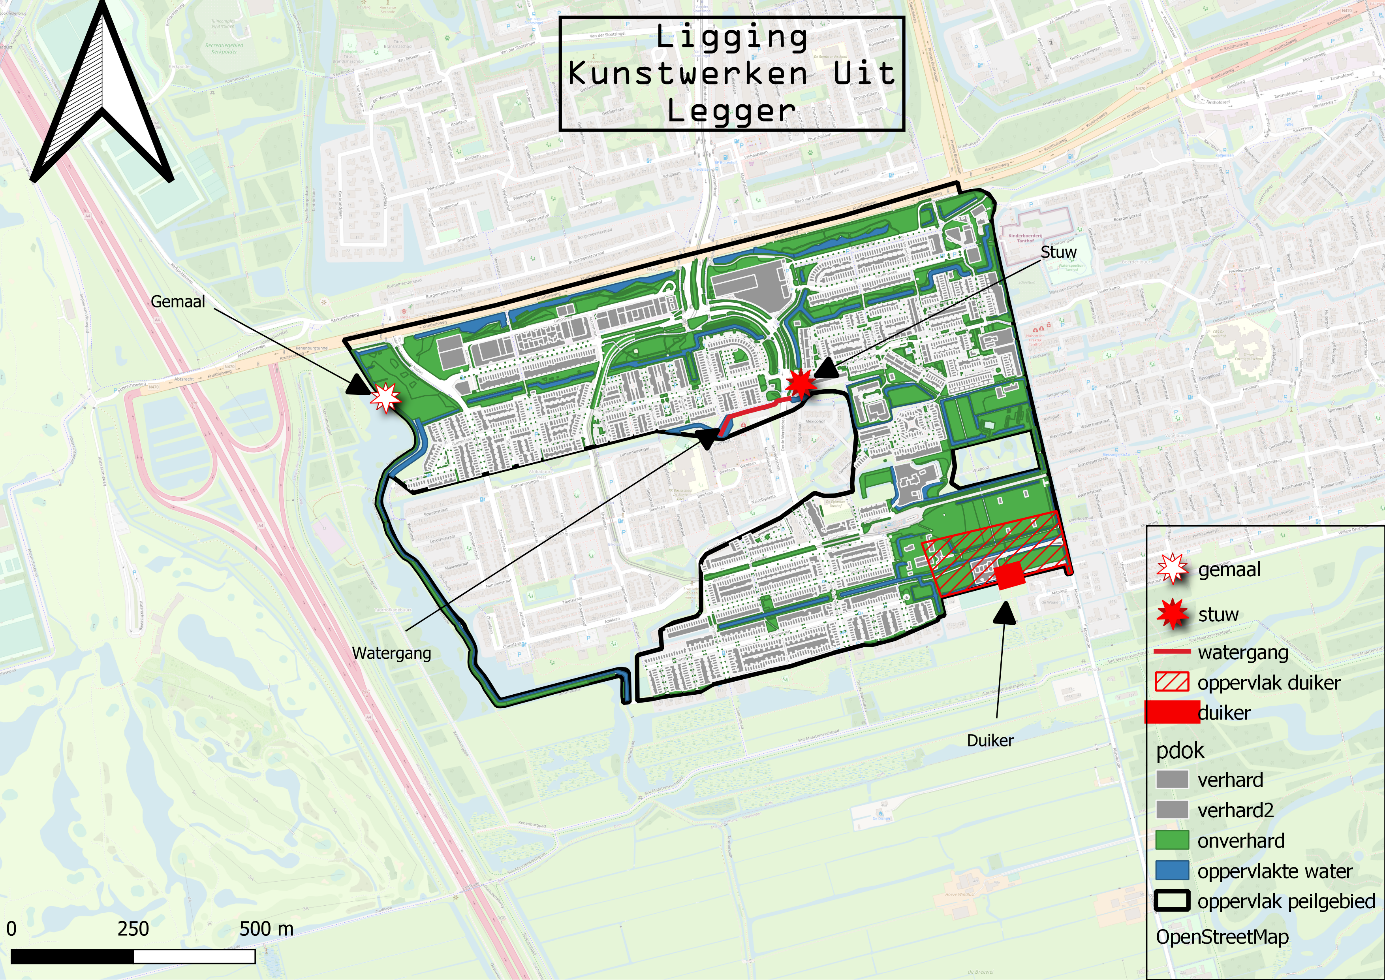 Ligging
Kunstwerken Uit
Legger
Stuw
Gemaal
Watergang
Duiker
gemaal
stuw
watergang
oppervlak duiker
duiker
pdok
verhard
verhard2
onverhard
oppervlakte water
oppervlak peilgebied
OpenStreetMap
0 250 500 m